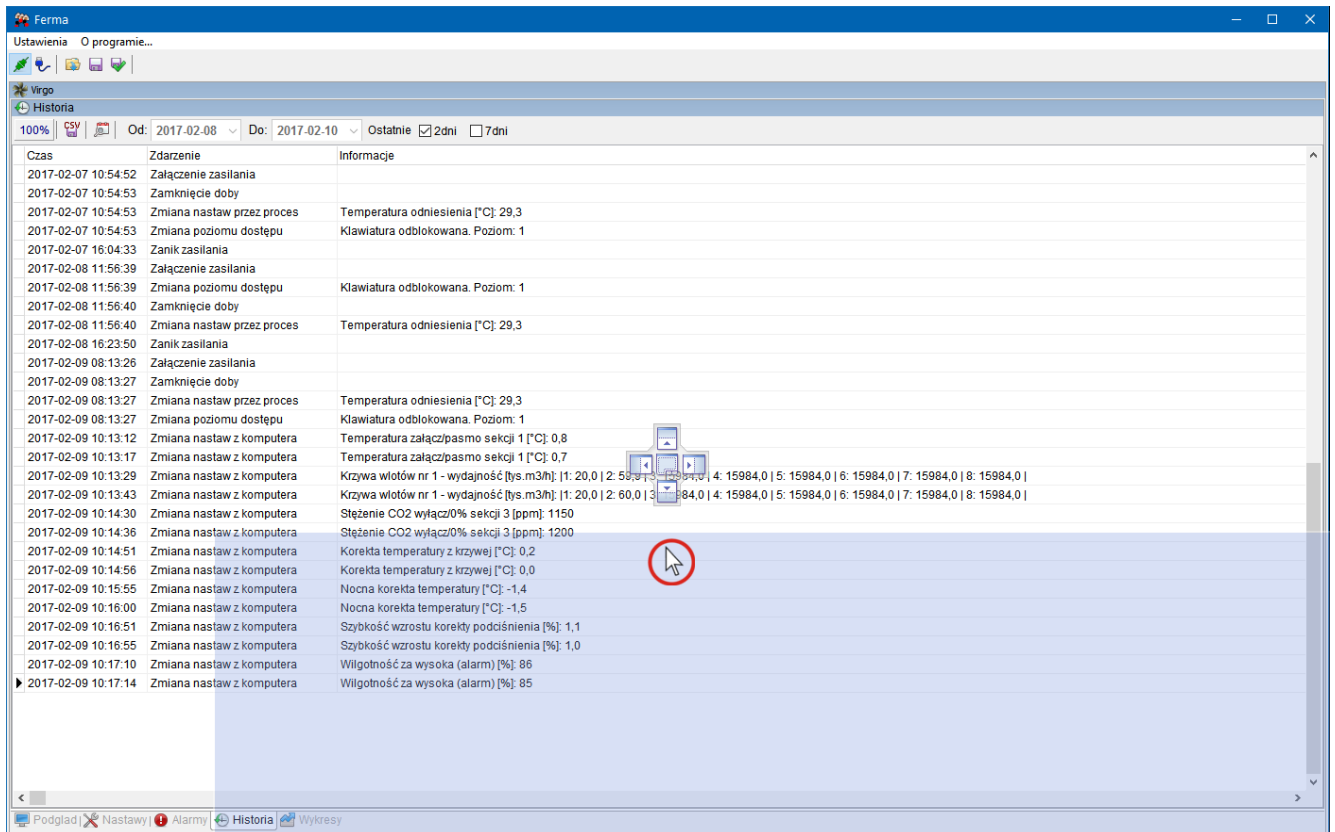 Ferma
Ustawienia O programie...
Virgo
Historia
100% CSV Od: 2017-02-08 Do: 2017-02-10 Ostatnie 2dni 7dni
Czas Zdarzenie Informacje
2017-02-07 10:54:52 Załączenie zasilania
2017-02-07 10:54:53 Zamknięcie doby
2017-02-07 10:54:53 Zmiana nastaw przez proces Temperatura odniesienia [°C]: 29,3
2017-02-07 10:54:53 Zmiana poziomu dostępu Klawiatura odblokowana. Poziom: 1
2017-02-07 16:04:33 Zanik zasilania
2017-02-08 11:56:39 Załączenie zasilania
2017-02-08 11:56:39 Zmiana poziomu dostępu Klawiatura odblokowana. Poziom: 1
2017-02-08 11:56:40 Zamknięcie doby
2017-02-08 11:56:40 Zmiana nastaw przez proces Temperatura odniesienia [°C]: 29,3
2017-02-08 16:23:50 Zanik zasilania
2017-02-09 08:13:26 Załączenie zasilania
2017-02-09 08:13:27 Zamknięcie doby
2017-02-09 08:13:27 Zmiana nastaw przez proces Temperatura odniesienia [°C]: 29,3
2017-02-09 08:13:27 Zmiana poziomu dostępu Klawiatura odblokowana. Poziom: 1
2017-02-09 10:13:12 Zmiana nastaw z komputera Temperatura załącz/pasmo sekcji 1 [°C]: 0,8
2017-02-09 10:13:17 Zmiana nastaw z komputera Temperatura załącz/pasmo sekcji 1 [°C]: 0,7
2017-02-09 10:13:29 Zmiana nastaw z komputera Krzywa wlotów nr 1 - wydajność [tys.m3/h]: |1: 20,0 | 2: 59,9 | 3: 15984,0 | 4: 15984,0 | 5: 15984,0 | 6: 15984,0 | 7: 15984,0 | 8: 15984,0 |
2017-02-09 10:13:43 Zmiana nastaw z komputera Krzywa wlotów nr 1 - wydajność [tys.m3/h]: |1: 20,0 | 2: 60,0 | 3 984,0 | 4: 15984,0 | 5: 15984,0 | 6: 15984,0 | 7: 15984,0 | 8: 15984,0 |
2017-02-09 10:14:30 Zmiana nastaw z komputera Stężenie CO2 wyłącz/0% sekcji 3 [ppm]: 1150
2017-02-09 10:14:36 Zmiana nastaw z komputera Stężenie CO2 wyłącz/0% sekcji 3 [ppm]: 1200
2017-02-09 10:14:51 Zmiana nastaw z komputera Korekta temperatury z krzywej [°C]: 0,2
2017-02-09 10:14:56 Zmiana nastaw z komputera Korekta temperatury z krzywej [°C]: 0,0
2017-02-09 10:15:55 Zmiana nastaw z komputera Nocna korekta temperatury [°C]: -1,4
2017-02-09 10:16:00 Zmiana nastaw z komputera Nocna korekta temperatury [°C]: -1,5
2017-02-09 10:16:51 Zmiana nastaw z komputera Szybkość wzrostu korekty podciśnienia [%]: 1,1
2017-02-09 10:16:55 Zmiana nastaw z komputera Szybkość wzrostu korekty podciśnienia [%]: 1,0
2017-02-09 10:17:10 Zmiana nastaw z komputera Wilgotność za wysoka (alarm) [%]: 86
2017-02-09 10:17:14 Zmiana nastaw z komputera Wilgotność za wysoka (alarm) [%]: 85
Podglad Nastawy Alarmy Historia Wykresy